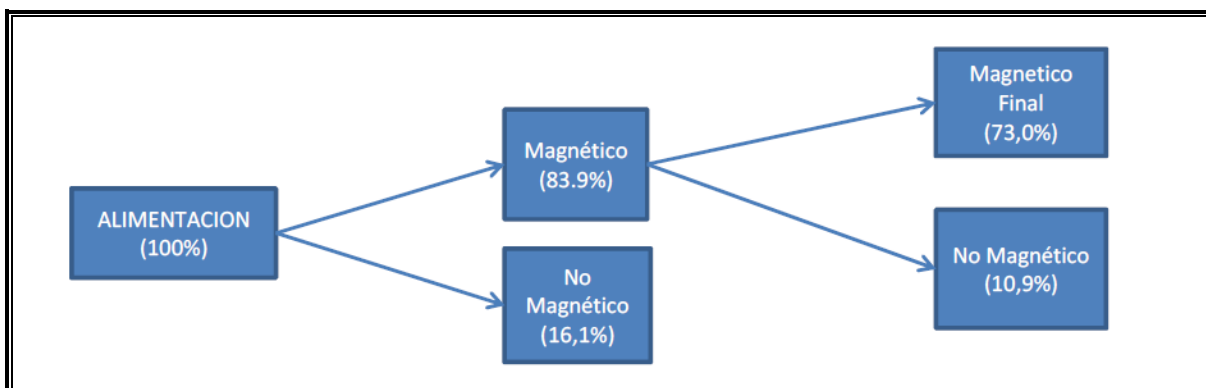 ALIMENTACION
(100%)
Magnético
(83.9%)
No
Magnético
(16,1%)
Magnetico
Final
(73,0%)
No Magnético
(10,9%)